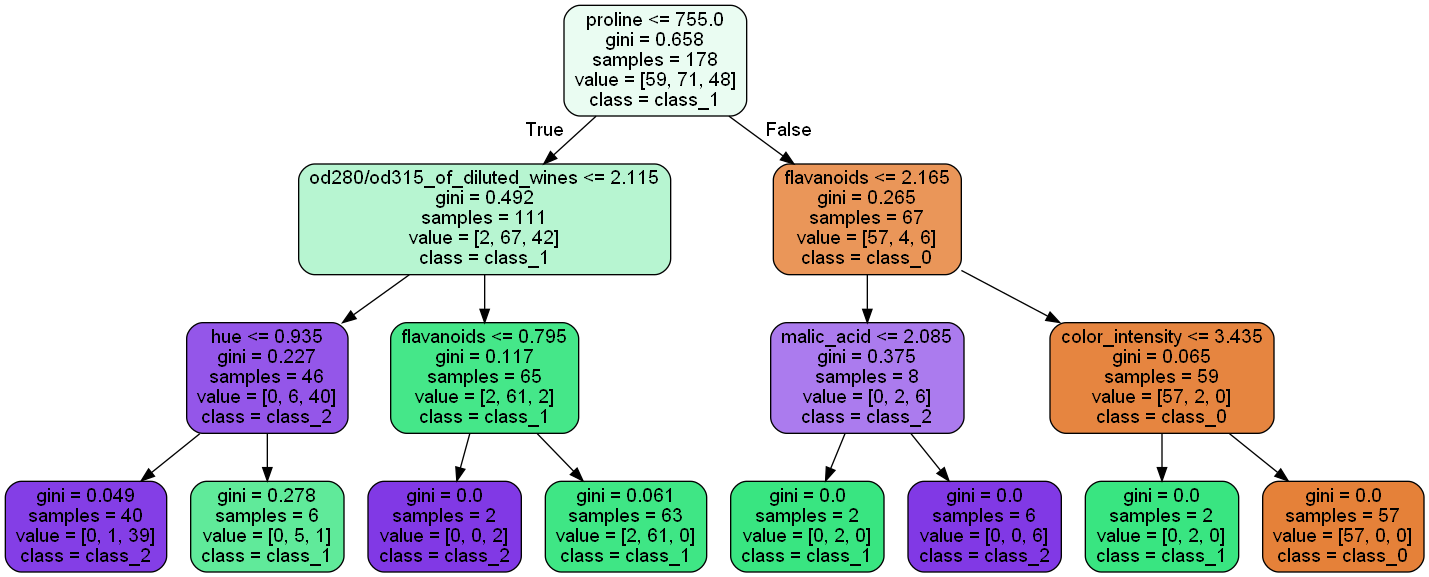 proline <= 755.0
gini = 0.658
samples = 178
value = [59, 71, 48]
class = class_1
True
False
od280/od315_of_diluted_wines <= 2.115
gini = 0.492
samples = 111
value = [2, 67, 42]
class = class_1
flavanoids <= 2.165
gini = 0.265
samples = 67
value = [57, 4, 6]
class = class_0
hue <= 0.935
gini = 0.227
samples = 46
value = [0, 6, 40]
class = class_2
flavanoids <= 0.795
gini = 0.117
samples = 65
value = [2, 61, 2]
class = class_1
malic_acid <= 2.085
gini = 0.375
samples = 8
value = [0, 2, 6]
class = class_2
color_intensity <= 3.435
gini = 0.065
samples = 59
value = [57, 2, 0]
class = class_0
gini = 0.049
samples = 40
value = [0, 1, 39]
class = class_2
gini = 0.278
samples = 6
value = [0, 5, 1]
class = class_1
gini = 0.0
samples = 2
value = [0, 0, 2]
class = class_2
gini = 0.061
samples = 63
value = [2, 61, 0]
class = class_1
gini = 0.0
samples = 2
value = [0, 2, 0]
class = class_1
gini = 0.0
samples = 6
value = [0, 0, 6]
class = class_2
gini = 0.0
samples = 2
value = [0, 2, 0]
class = class_1
gini = 0.0
samples = 57
value = [57, 0, 0]
class = class_0